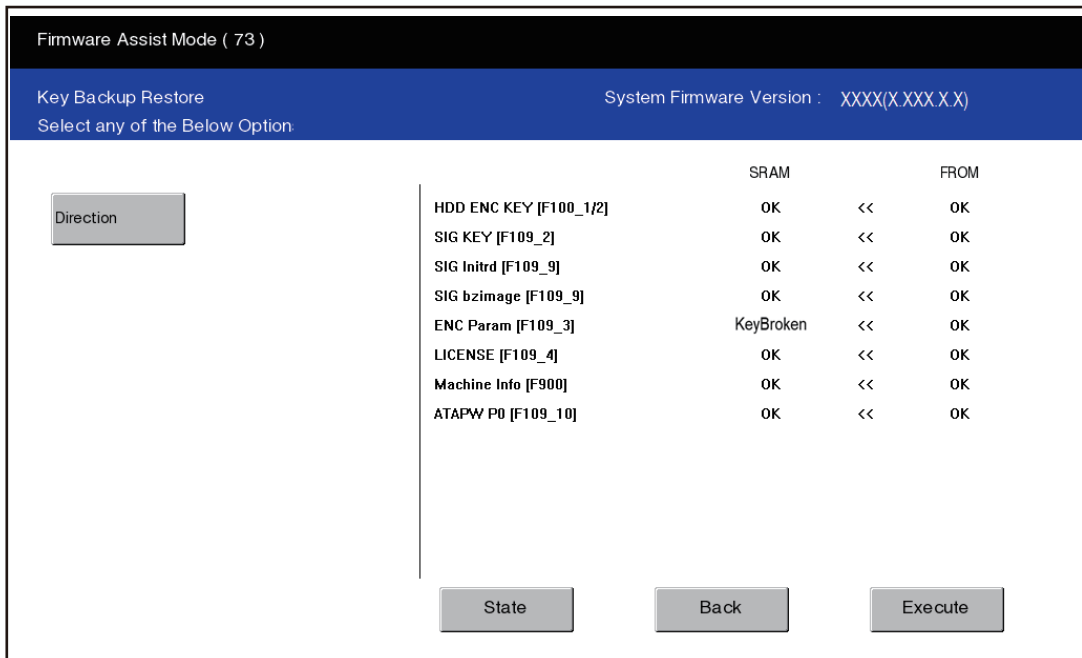 Firmware Assist Mode ( 73 )
Key Backup Restore System Firmware Version : XXXX(X.XXX.X.X)
Select any of the Below Option:
SRAM FROM
Direction
HDD ENC KEY [F100_1/2] OK << OK
SIG KEY [F109_2] OK << OK
SIG Initrd [F109_9] OK << OK
SIG bzimage [F109_9] OK << OK
ENC Param [F109_3] KeyBroken << OK
LICENSE [F109_4] OK << OK
Machine Info [F900] OK << OK
ATAPW P0 [F109_10] OK << OK
State Back Execute